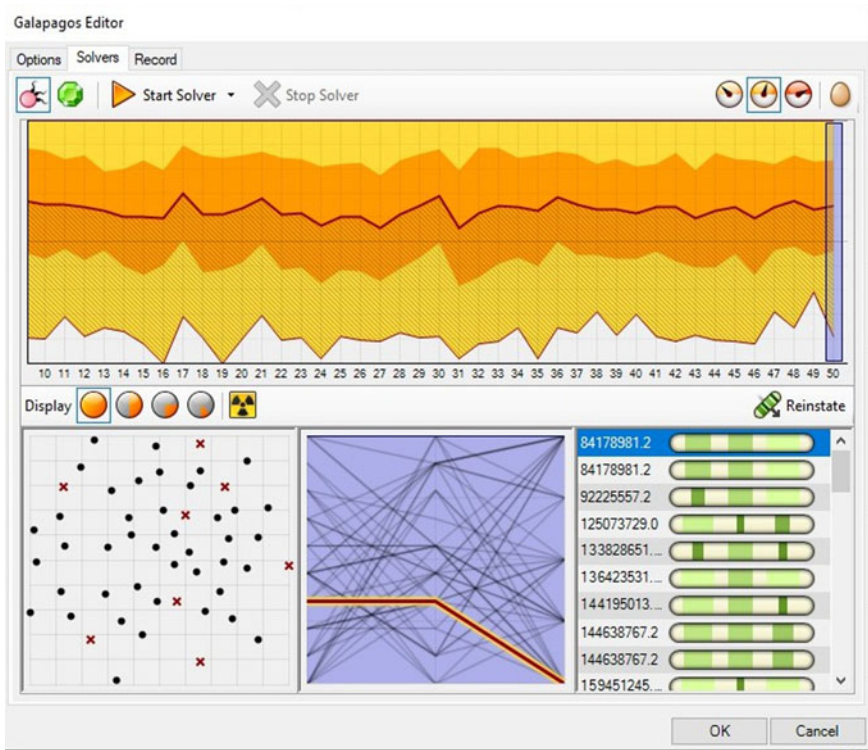 Galapagos Editor
Options Solvers Record
Start Solver Stop Solver
10 11 12 13 14 15 16 17 18 19 20 21 22 23 24 25 26 27 28 29 30 31 32 33 34 35 36 37 38 39 40 41 42 43 44 45 46 47 48 49 50
Display Reinstate
84178981.2
84178981.2
92225557.2
125073729.0
133828651....
136423531....
144195013....
144638767.2
144638767.2
159451245....
OK Cancel